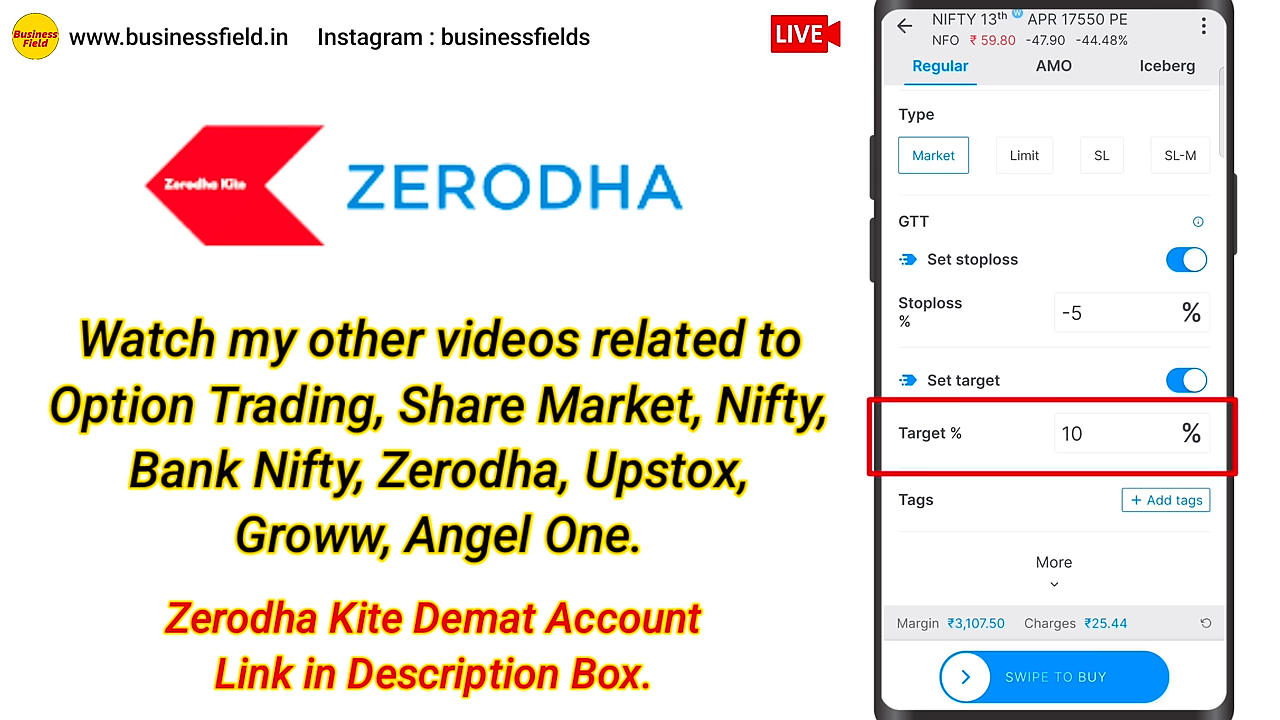 Business
Field
www.businessfield.in
Instagram : businessfields
LIVE
Zerodha Kite
ZERODHA
Watch my other videos related to
Option Trading, Share Market, Nifty,
Bank Nifty, Zerodha, Upstox,
Groww, Angel One.
Zerodha Kite Demat Account
Link in Description Box.
NIFTY 13th W APR 17550 PE
NFO ₹ 59.80 -47.90 -44.48%
Regular AMO Iceberg
Type
Market Limit SL SL-M
GTT
Set stoploss
Stoploss
%
-5 %
Set target
Target % 10 %
Tags + Add tags
More
Margin ₹3,107.50 Charges ₹25.44
SWIPE TO BUY